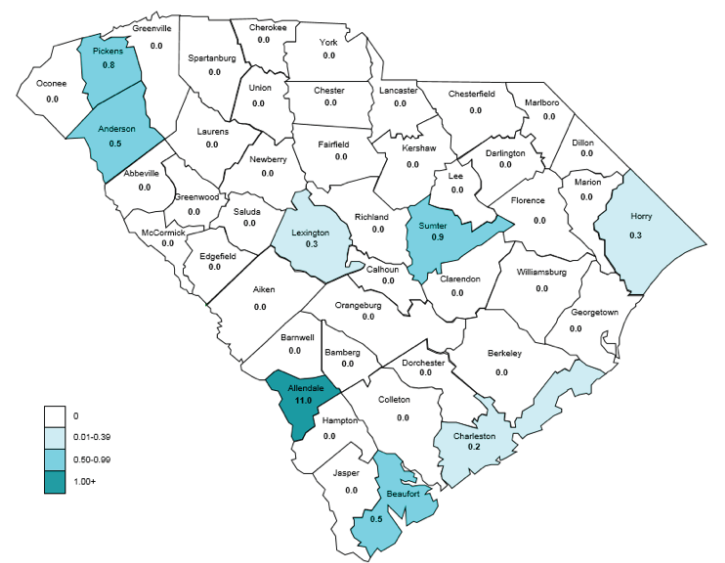 Greenville
0.0
Cherokee
0.0
Pickens
0.8
York
0.0
Spartanburg
0.0
Oconee
0.0
Union
0.0
Chester
0.0
Lancaster
0.0
Chesterfield
0.0
Marlboro
0.0
Anderson
0.5
Laurens
0.0
Fairfield
0.0
Kershaw
0.0
Darlington
0.0
Dillon
0.0
Newberry
0.0
Abbeville
0.0
Lee
0.0
Marion
0.0
Greenwood
0.0
Florence
0.0
Saluda
0.0
Richland
0.0
Horry
0.3
McCormick
0.0
Lexington
0.3
Sumter
0.9
Edgefield
0.0
Calhoun
0.0
Clarendon
0.0
Williamsburg
0.0
Aiken
0.0
Orangeburg
0.0
Georgetown
0.0
Barnwell
0.0
Bamberg
0.0
Dorchester
0.0
Berkeley
0.0
Allendale
11.0
Colleton
0.0
Hampton
0.0
Charleston
0.2
Jasper
0.0
Beaufort
0.5
0
0.01-0.39
0.50-0.99
1.00+